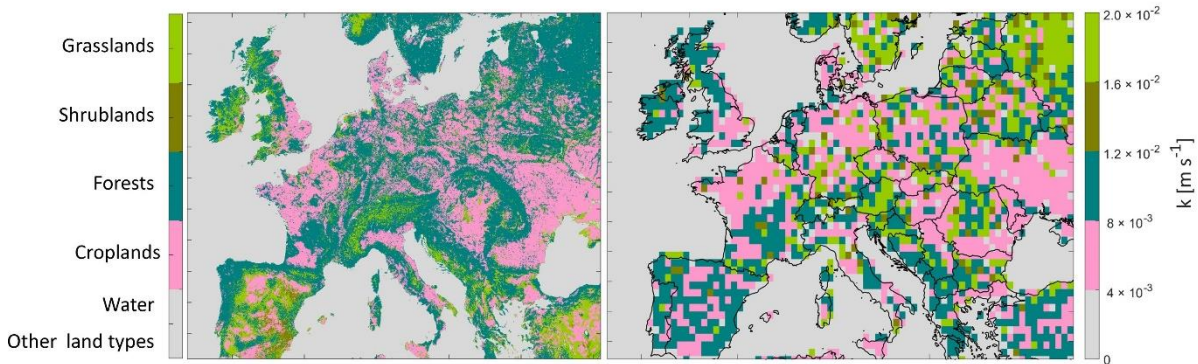 Grasslands
Shrublands
Forests
Croplands
Water
Other land types
2.0 × 10⁻²
1.6 × 10⁻²
1.2 × 10⁻²
8 × 10⁻³
4 × 10⁻³
0
k [m s⁻¹]